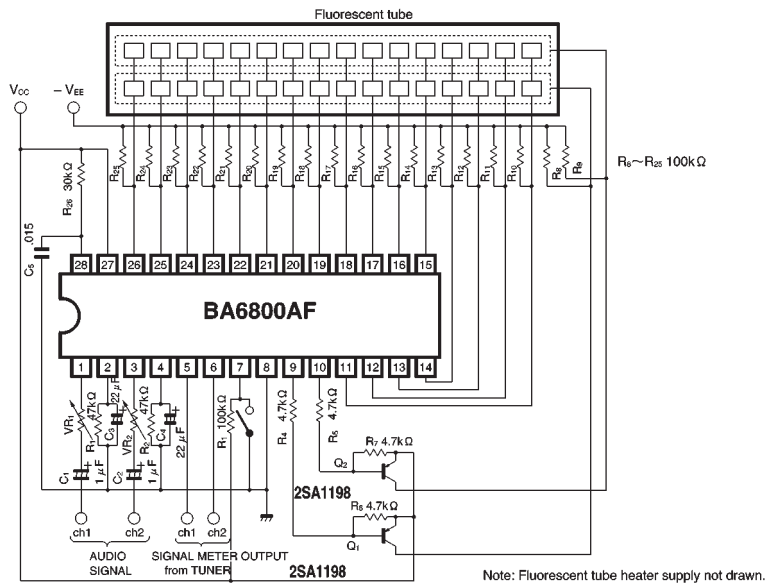 Fluorescent tube
VCC
– VEE
R25
R24
R23
R22
R21
R20
R19
R18
R17
R16
R15
R14
R13
R12
R11
R10
R8
R9
R6～R25 100kΩ
30kΩ
R26
.015
C5
28 27 26 25 24 23 22 21 20 19 18 17 16 15
BA6800AF
1 2 3 4 5 6 7 8 9 10 11 12 13 14
VR1
R1 47kΩ
C3 22μF
VR2
R2 47kΩ
C4
22μF
R1 100kΩ
R4 4.7kΩ
R5 4.7kΩ
C1
1μF
C2
1μF
R7 4.7kΩ
Q2
2SA1198
R6 4.7kΩ
Q1
2SA1198
ch1 ch2 ch1 ch2
AUDIO
SIGNAL
SIGNAL METER OUTPUT
from TUNER
Note: Fluorescent tube heater supply not drawn.